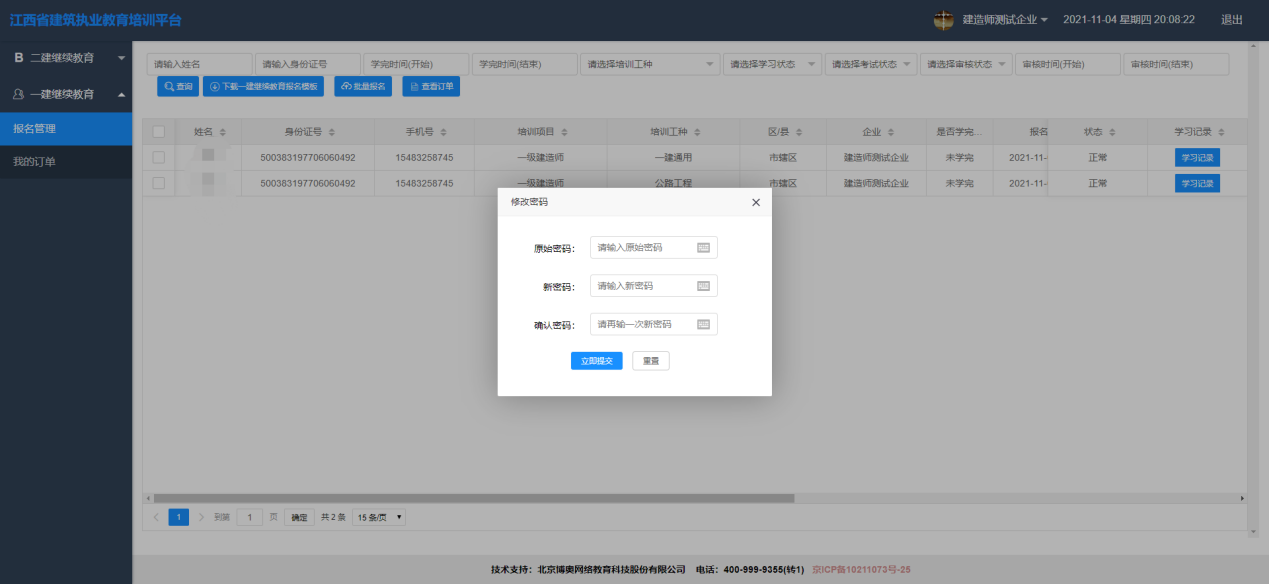 江西省建筑执业教育培训平台
建造师测试企业 2021-11-04 星期四 20:08:22 退出
B 二建继续教育
一建继续教育
报名管理
我的订单
请输入姓名 请输入身份证号 学完时间(开始) 学完时间(结束) 请选择培训工种 请选择学习状态 请选择考试状态 请选择审核状态 审核时间(开始) 审核时间(结束)
查询 下载一建继续教育报名模板 批量报名 查看订单
姓名 身份证号 手机号 培训项目 培训工种 区/县 企业 是否学完... 报名 状态 学习记录
500383197706060492 15483258745 一级建造师 一建通用 市辖区 建造师测试企业 未学完 2021-11- 正常 学习记录
500383197706060492 15483258745 一级建造师 公路工程 市辖区 建造师测试企业 未学完 2021-11- 正常 学习记录
修改密码
原始密码： 请输入原始密码
新密码： 请输入新密码
确认密码： 请再输一次新密码
立即提交 重置
1 到第 1 页 确定 共 2 条 15 条/页
技术支持：北京博奥网络教育科技股份有限公司 电话：400-999-9355(转1) 京ICP备10211073号-25